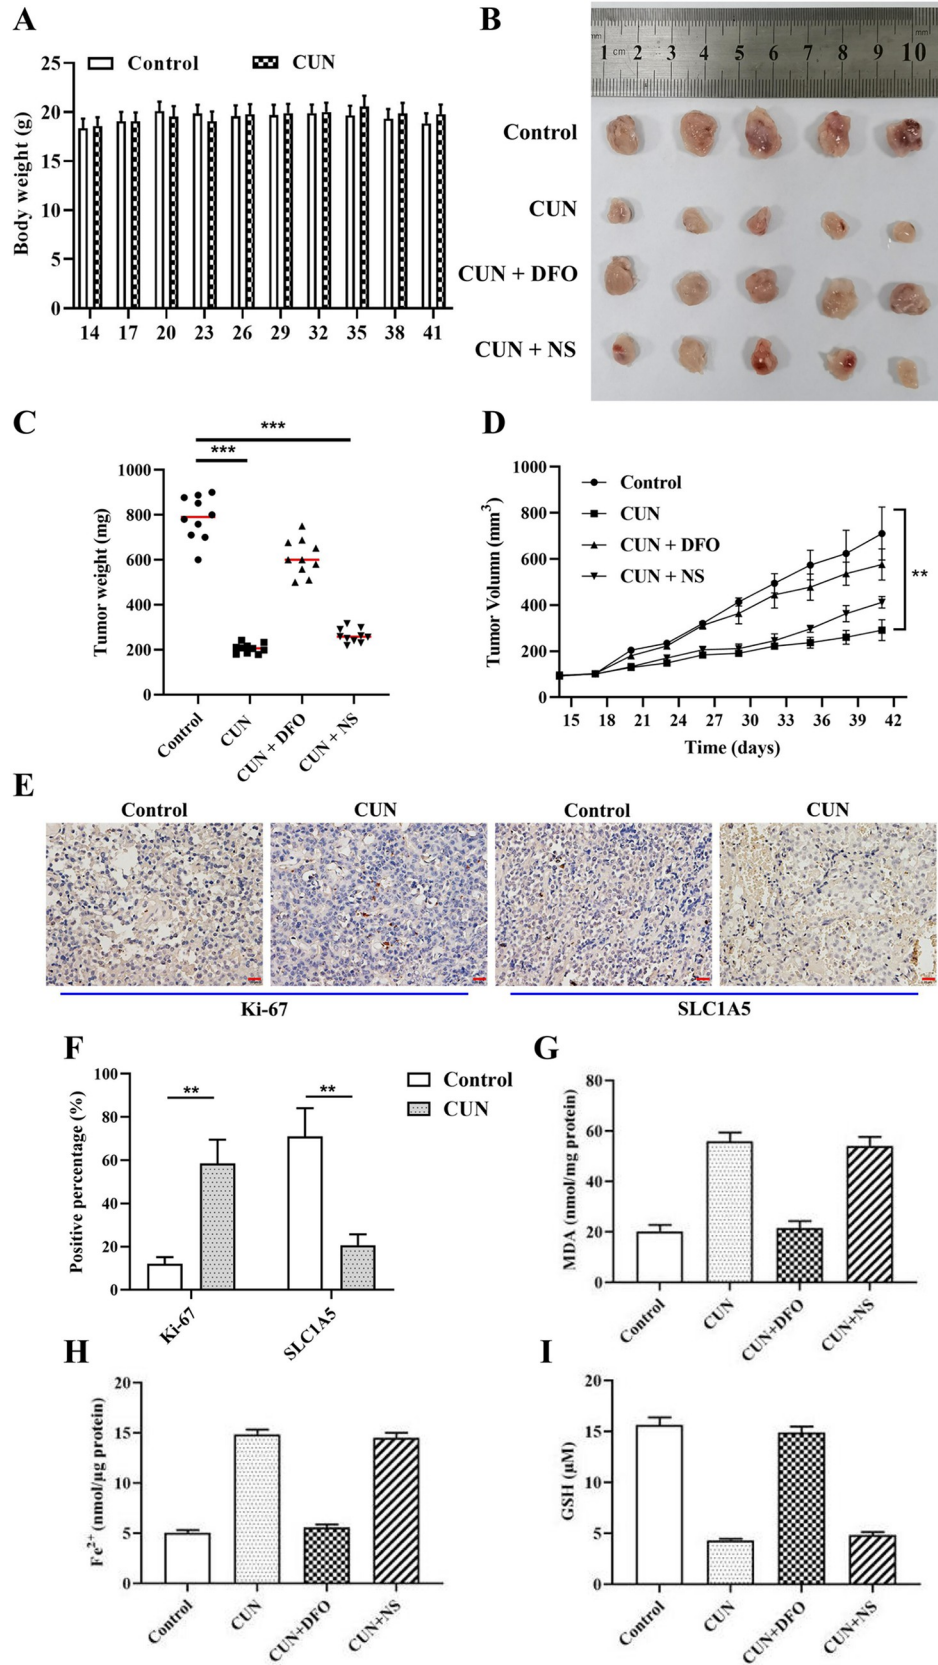 A
Control
CUN
25
20
15
10
5
0
Body weight (g)
14 17 20 23 26 29 32 35 38 41
B
mm
mm
1 cm 2 3 4 5 6 7 8 9 10
Control
CUN
CUN + DFO
CUN + NS
C
***
***
1000
800
600
400
200
0
Tumor weight (mg)
Control
CUN
CUN + DFO
CUN + NS
D
1000
800
600
400
200
0
Tumor Volumn (mm3)
Control
CUN
CUN + DFO
CUN + NS
**
15 18 21 24 27 30 33 36 39 42
Time (days)
E
Control CUN Control CUN
Ki-67 SLC1A5
F
100
80
60
40
20
0
Positive percentage (%)
** **
Control
CUN
Ki-67
SLC1A5
G
80
60
40
20
0
MDA (nmol/mg protein)
Control
CUN
CUN+DFO
CUN+NS
H
20
15
10
5
0
Fe2+ (nmol/μg protein)
Control
CUN
CUN+DFO
CUN+NS
I
20
15
10
5
0
GSH (μM)
Control
CUN
CUN+DFO
CUN+NS